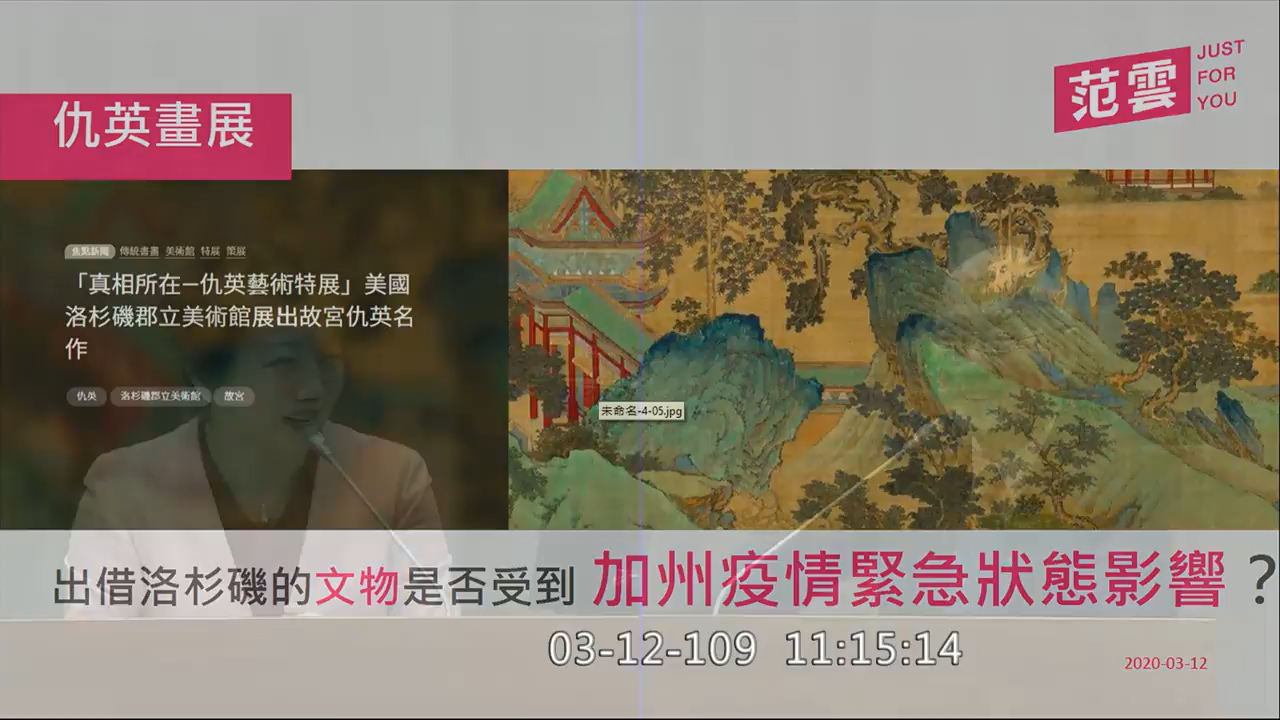 仇英畫展
范雲
JUST
FOR
YOU
焦點新聞 傳統書畫 美術館 特展 策展
「真相所在—仇英藝術特展」美國
洛杉磯郡立美術館展出故宮仇英名
作
仇英 洛杉磯郡立美術館 故宮
未命名-4-05.jpg
出借洛杉磯的文物是否受到 加州疫情緊急狀態影響？
03-12-109 11:15:14
2020-03-12